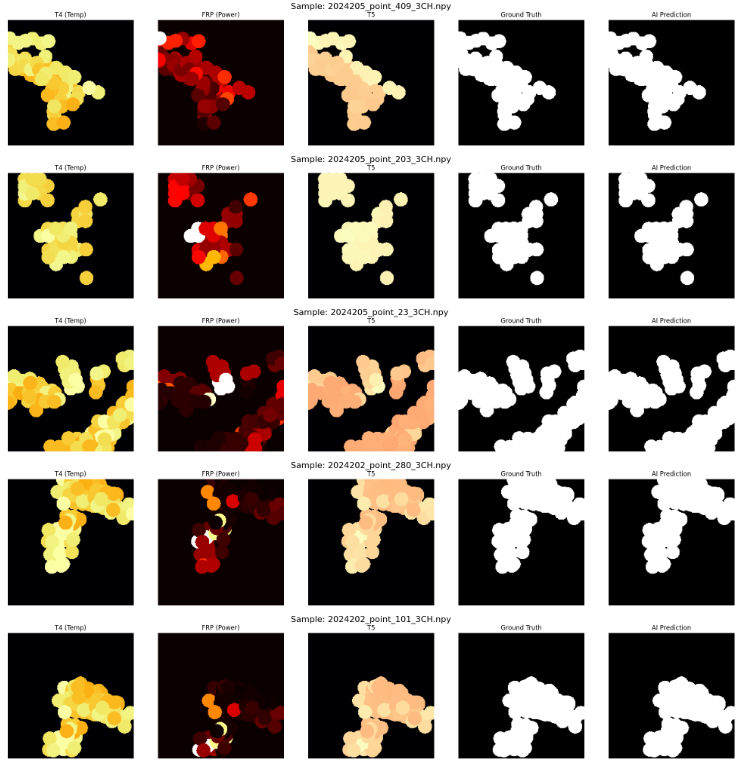 Sample: 2024205_point_409_3CH.npy
T4 (Temp) FRP (Power) T5 Ground Truth AI Prediction
Sample: 2024205_point_203_3CH.npy
T4 (Temp) FRP (Power) T5 Ground Truth AI Prediction
Sample: 2024205_point_23_3CH.npy
T4 (Temp) FRP (Power) T5 Ground Truth AI Prediction
Sample: 2024202_point_280_3CH.npy
T4 (Temp) FRP (Power) T5 Ground Truth AI Prediction
Sample: 2024202_point_101_3CH.npy
T4 (Temp) FRP (Power) T5 Ground Truth AI Prediction